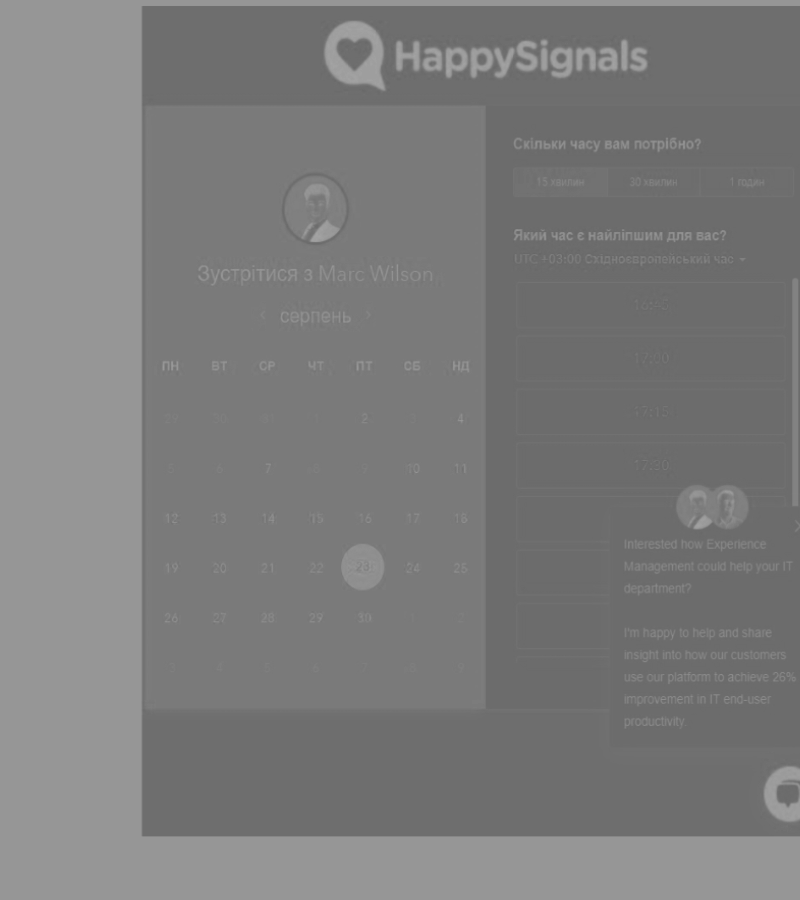 HappySignals
Зустрітися з Marc Wilson
серпень
ПН ВТ СР ЧТ ПТ СБ НД
2 4
5 6 7 8 9 10 11
12 13 14 15 16 17 18
19 20 21 22 23 24 25
26 27 28 29 30 1 2
3 4 5 6 7 8 9
Скільки часу вам потрібно?
15 хвилин 30 хвилин 1 годин
Який час є найліпшим для вас?
UTC +03:00 Східноєвропейський час
16:45
17:00
17:15
17:30
Interested how Experience
Management could help your IT
department?
I'm happy to help and share
insight into how our customers
use our platform to achieve 26%
improvement in IT end-user
productivity.